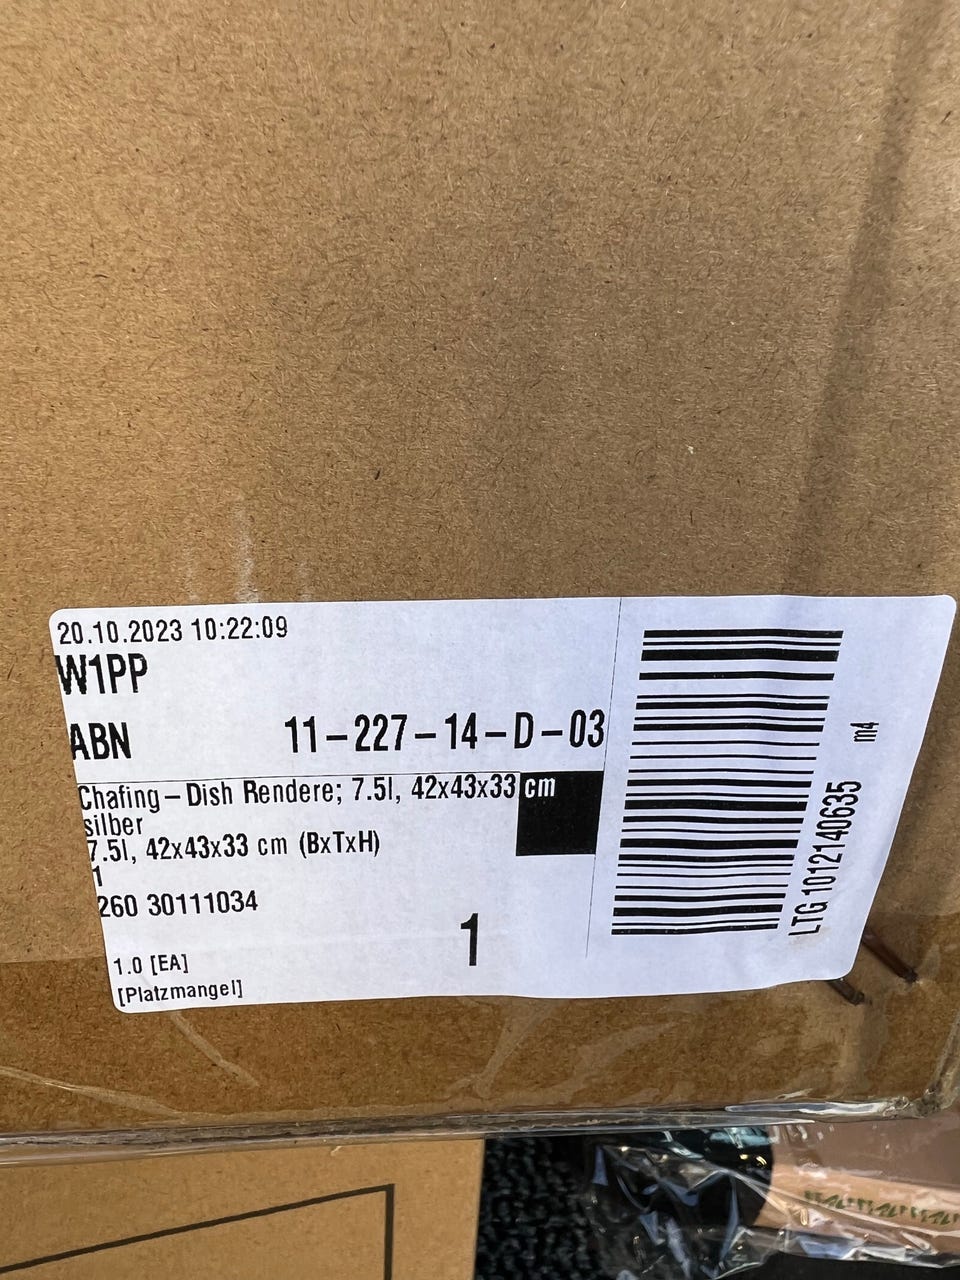 20.10.2023 10:22:09
W1PP
ABN 11-227-14-D-03
Chafing-Dish Rendere; 7.5l, 42x43x33 cm
silber
7.5l, 42x43x33 cm (BxTxH)
1
260 30111034
1
1.0 [EA]
[Platzmangel]
LTG 1012140635
m4